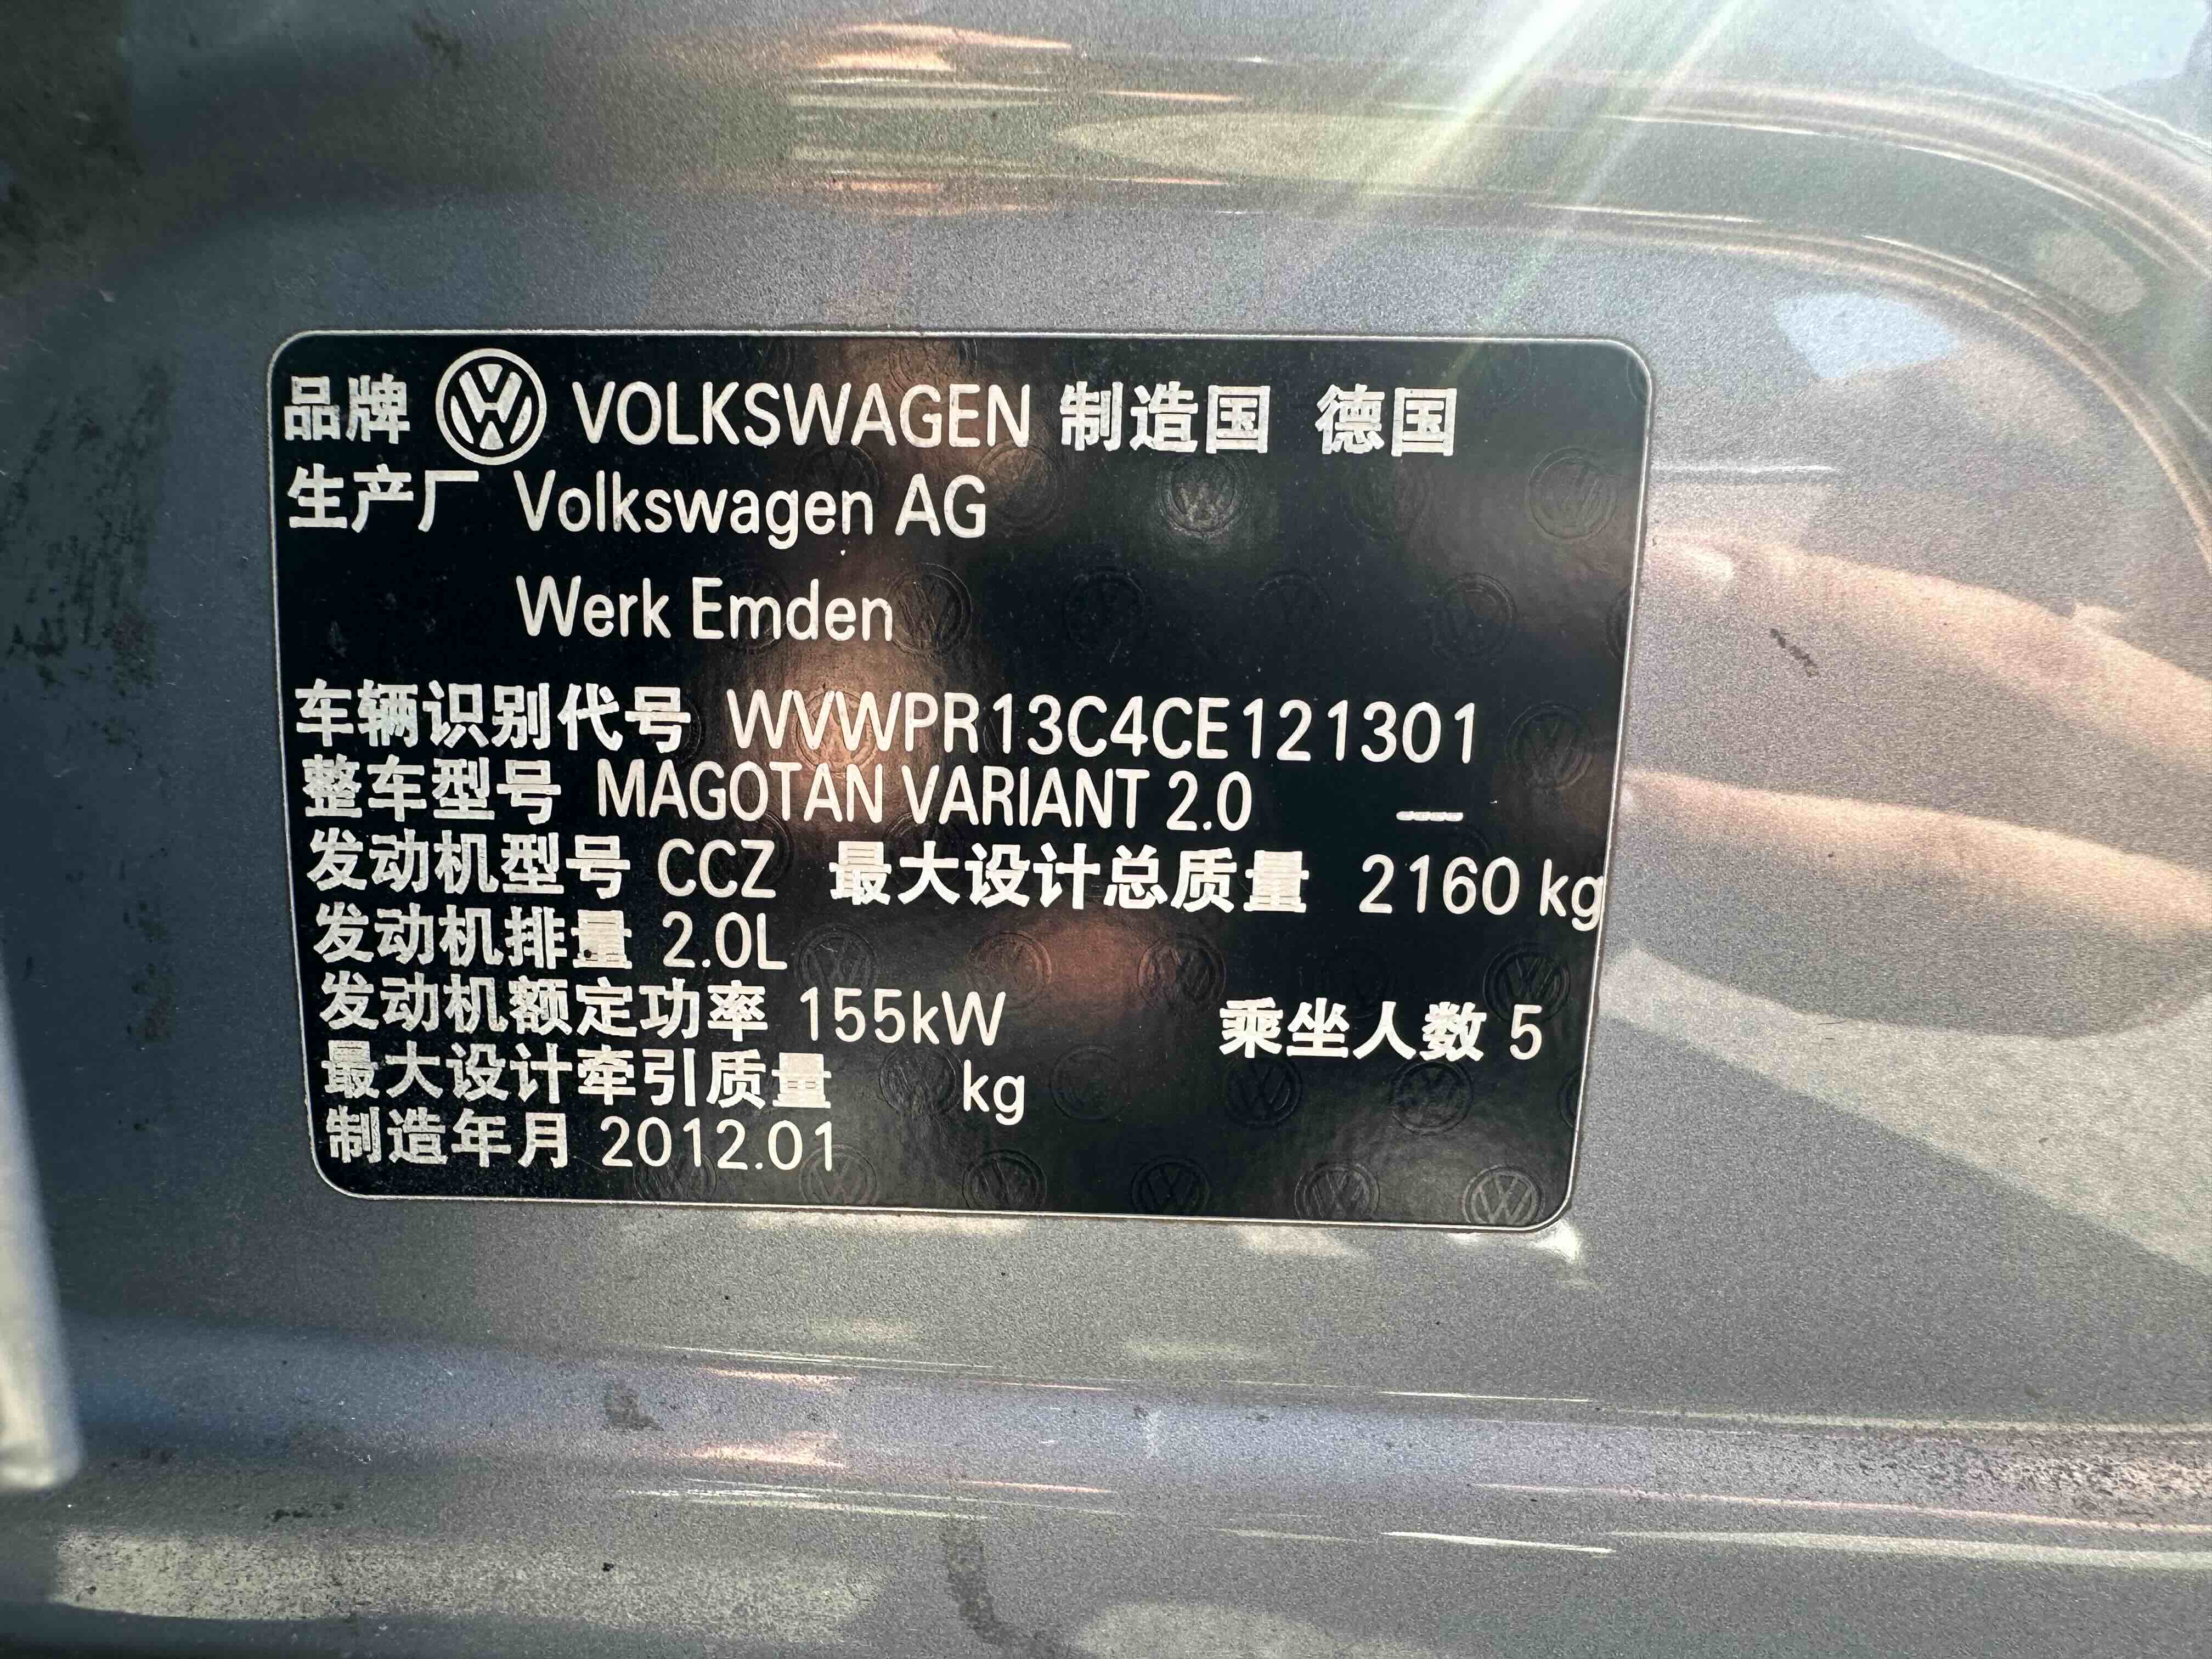 品牌 VOLKSWAGEN 制造国 德国
生产厂 Volkswagen AG
Werk Emden
车辆识别代号 WVWPR13C4CE121301
整车型号 MAGOTAN VARIANT 2.0 —
发动机型号 CCZ 最大设计总质量 2160 kg
发动机排量 2.0L
发动机额定功率 155kW 乘坐人数 5
最大设计牵引质量 kg
制造年月 2012.01